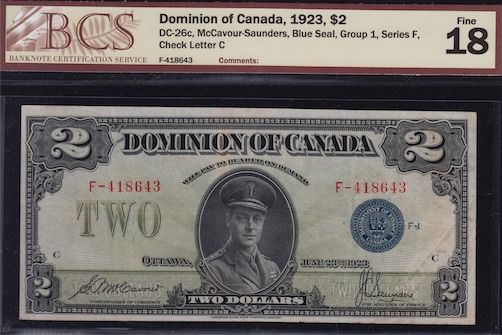 BCS
BANKNOTE CERTIFICATION SERVICE
Dominion of Canada, 1923, $2
DC-26c, McCavour-Saunders, Blue Seal, Group 1, Series F,
Check Letter C
F-418643 Comments:
Fine
18
2 DOMINION OF CANADA 2
WILL PAY TO BEARER ON DEMAND
F-418643 F-418643
TWO
F-1
C OTTAWA, JUNE 23RD 1923 C
TWO DOLLARS